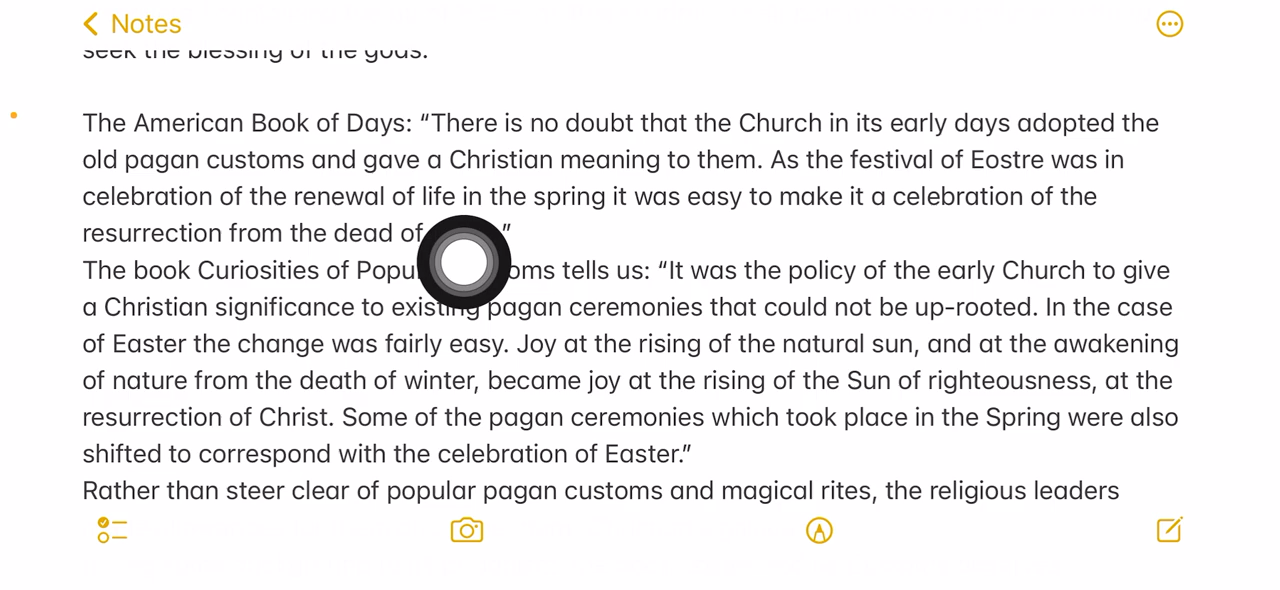 Notes
seek the blessing of the gods.
The American Book of Days: “There is no doubt that the Church in its early days adopted the
old pagan customs and gave a Christian meaning to them. As the festival of Eostre was in
celebration of the renewal of life in the spring it was easy to make it a celebration of the
resurrection from the dead of ”
The book Curiosities of tells us: “It was the policy of the early Church to give
a Christian significance to existing pagan ceremonies that could not be up-rooted. In the case
of Easter the change was fairly easy. Joy at the rising of the natural sun, and at the awakening
of nature from the death of winter, became joy at the rising of the Sun of righteousness, at the
resurrection of Christ. Some of the pagan ceremonies which took place in the Spring were also
shifted to correspond with the celebration of Easter.”
Rather than steer clear of popular pagan customs and magical rites, the religious leaders